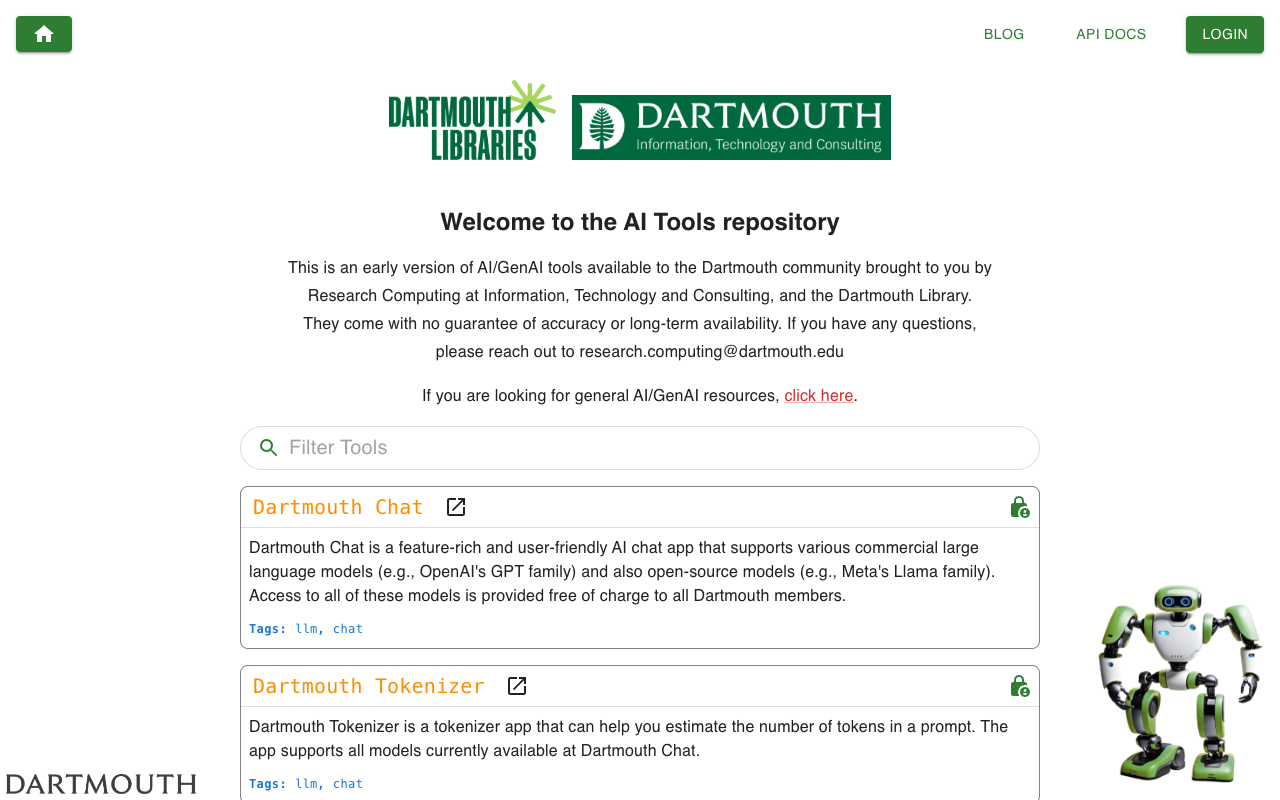 BLOG
API DOCS
LOGIN
DARTMOUTH
LIBRARIES
D
DARTMOUTH
Information, Technology and Consulting
Welcome to the AI Tools repository
This is an early version of AI/GenAI tools available to the Dartmouth community brought to you by
Research Computing at Information, Technology and Consulting, and the Dartmouth Library.
They come with no guarantee of accuracy or long-term availability. If you have any questions,
please reach out to research.computing@dartmouth.edu
If you are looking for general AI/GenAI resources, click here.
Filter Tools
Dartmouth Chat
Dartmouth Chat is a feature-rich and user-friendly AI chat app that supports various commercial large
language models (e.g., OpenAI's GPT family) and also open-source models (e.g., Meta's Llama family).
Access to all of these models is provided free of charge to all Dartmouth members.
Tags: llm, chat
Dartmouth Tokenizer
Dartmouth Tokenizer is a tokenizer app that can help you estimate the number of tokens in a prompt. The
app supports all models currently available at Dartmouth Chat.
Tags: llm, chat
DARTMOUTH